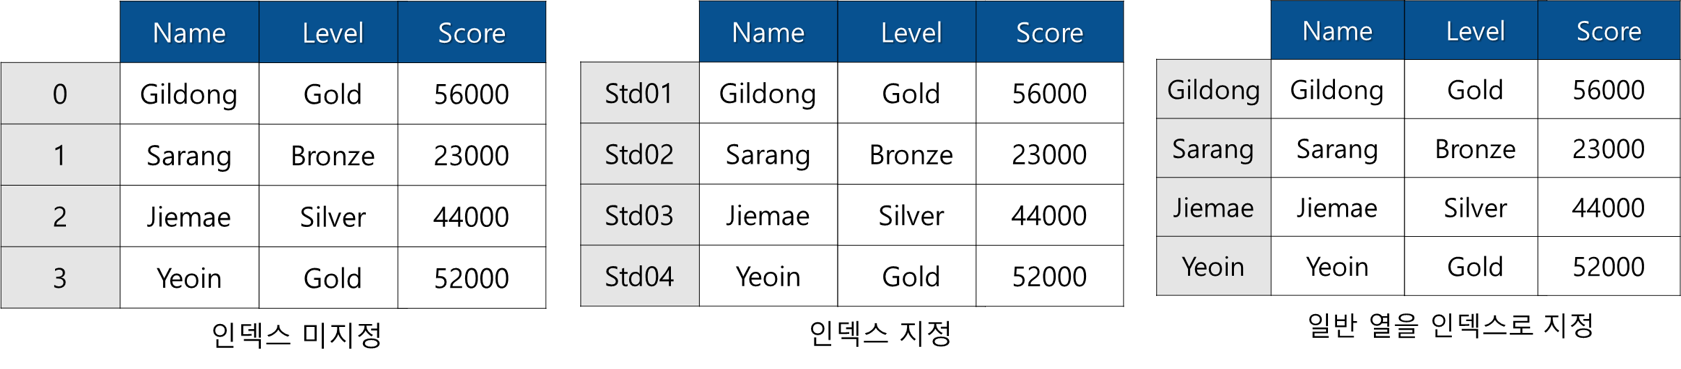 Name Level Score
0 Gildong Gold 56000
1 Sarang Bronze 23000
2 Jiemae Silver 44000
3 Yeoin Gold 52000
인덱스 미지정
Name Level Score
Std01 Gildong Gold 56000
Std02 Sarang Bronze 23000
Std03 Jiemae Silver 44000
Std04 Yeoin Gold 52000
인덱스 지정
Name Level Score
Gildong Gildong Gold 56000
Sarang Sarang Bronze 23000
Jiemae Jiemae Silver 44000
Yeoin Yeoin Gold 52000
일반 열을 인덱스로 지정